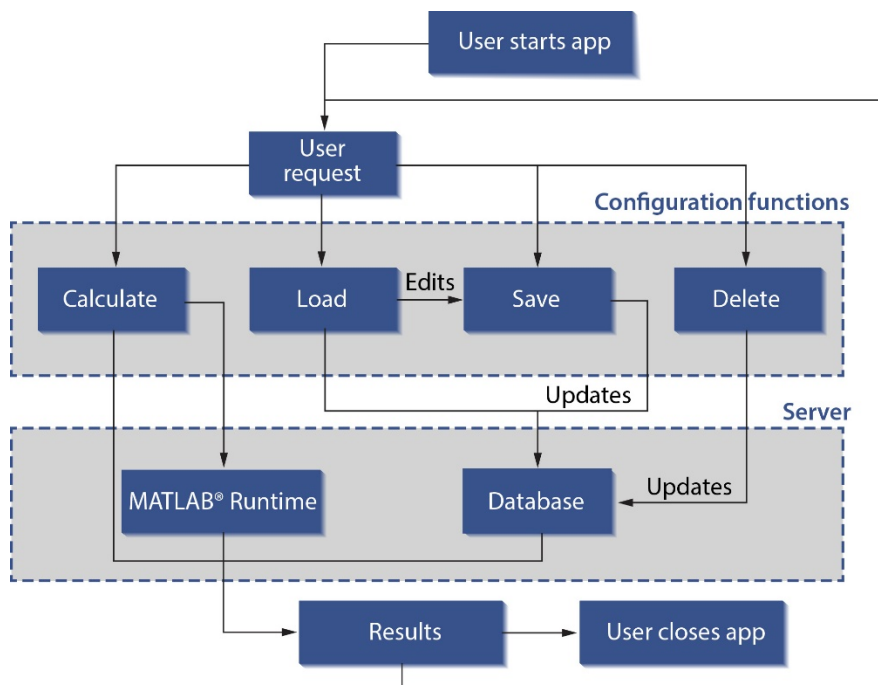 User starts app
User
request
Configuration functions
Calculate
Load
Edits
Save
Delete
Updates
Server
MATLAB® Runtime
Database
Updates
Results
User closes app